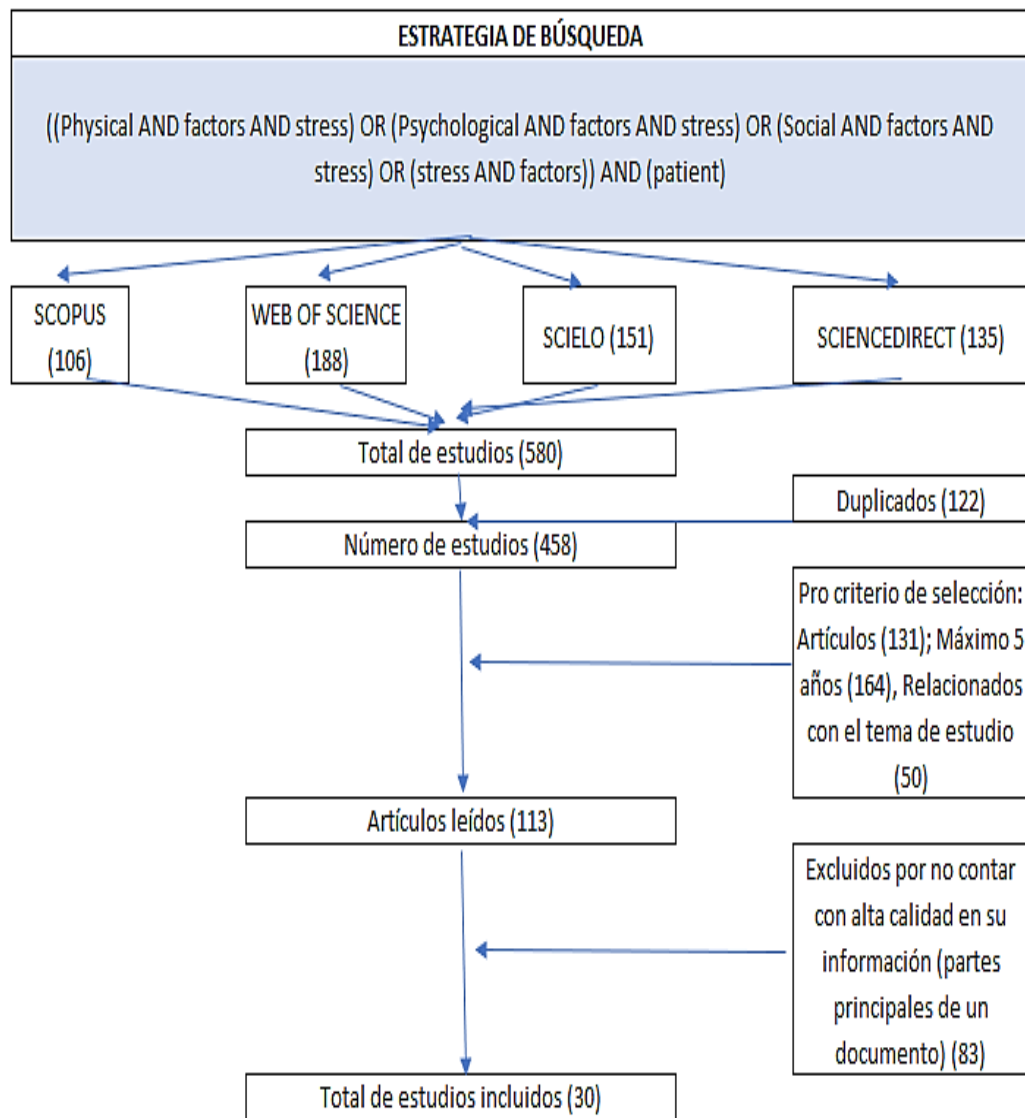 ESTRATEGIA DE BÚSQUEDA
((Physical AND factors AND stress) OR (Psychological AND factors AND stress) OR (Social AND factors AND
stress) OR (stress AND factors)) AND (patient)
SCOPUS
(106)
WEB OF SCIENCE
(188)
SCIELO (151)
SCIENCEDIRECT (135)
Total de estudios (580)
Duplicados (122)
Número de estudios (458)
Pro criterio de selección:
Artículos (131); Máximo 5
años (164), Relacionados
con el tema de estudio
(50)
Artículos leídos (113)
Excluidos por no contar
con alta calidad en su
información (partes
principales de un
documento) (83)
Total de estudios incluidos (30)